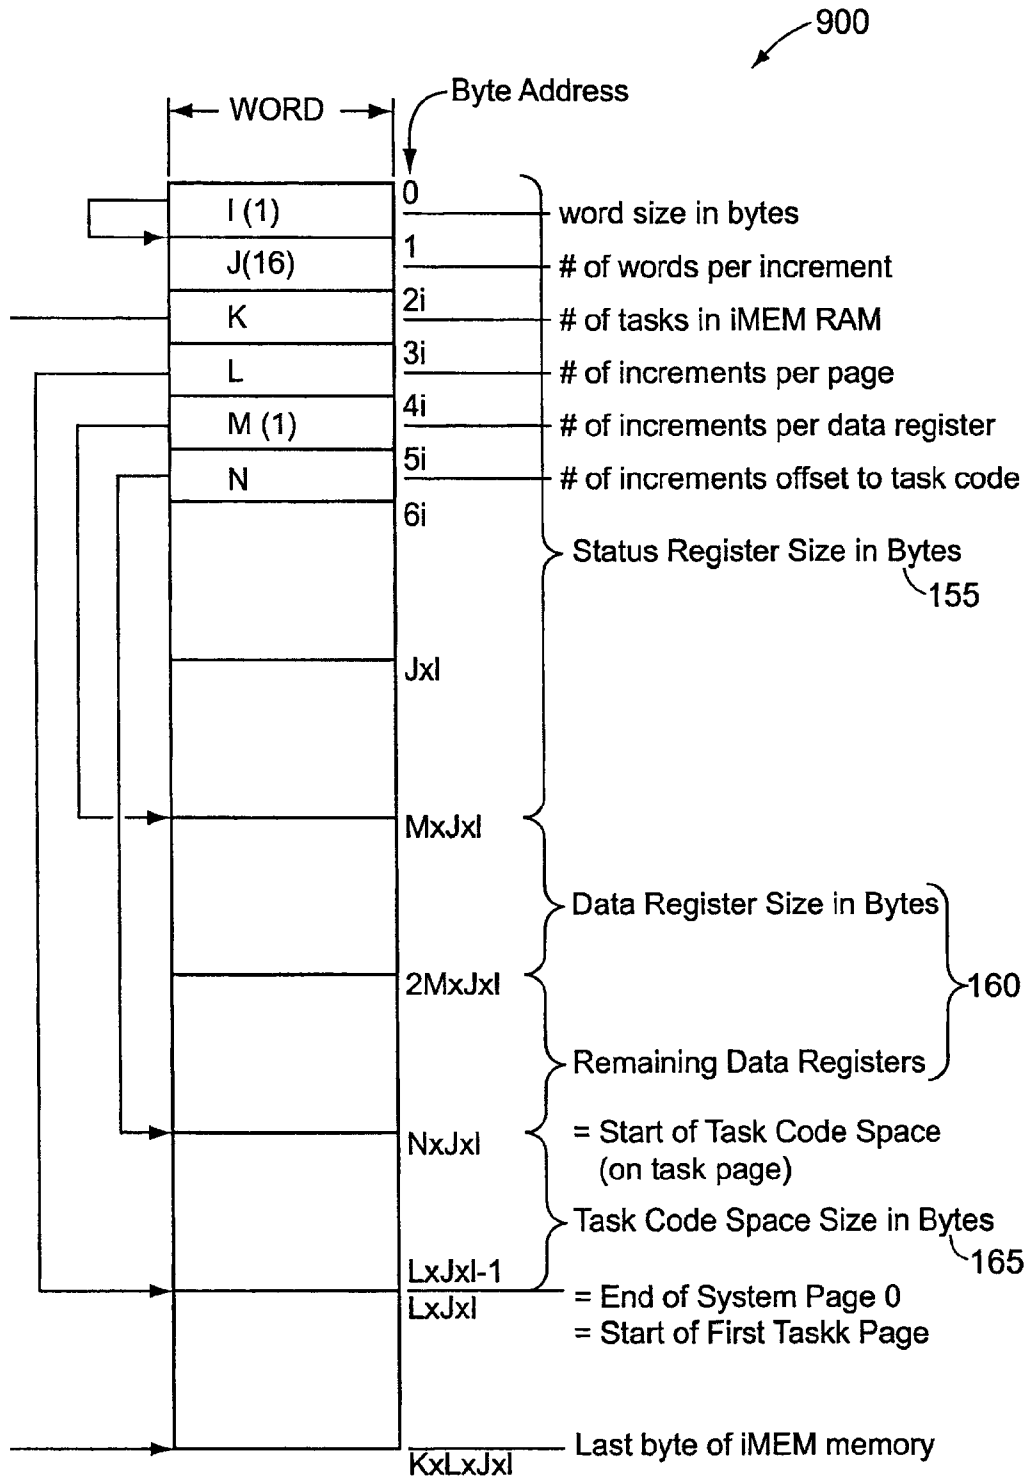 900
Byte Address
WORD
0
I (1)
word size in bytes
1
J(16)
# of words per increment
2i
K
# of tasks in iMEM RAM
3i
L
# of increments per page
4i
M (1)
# of increments per data register
5i
N
# of increments offset to task code
6i
Status Register Size in Bytes
155
JxI
MxJxI
Data Register Size in Bytes
2MxJxI
160
Remaining Data Registers
NxJxI
= Start of Task Code Space
(on task page)
Task Code Space Size in Bytes
165
LxJxI-1
LxJxI
= End of System Page 0
= Start of First Taskk Page
Last byte of iMEM memory
KxLxJxI